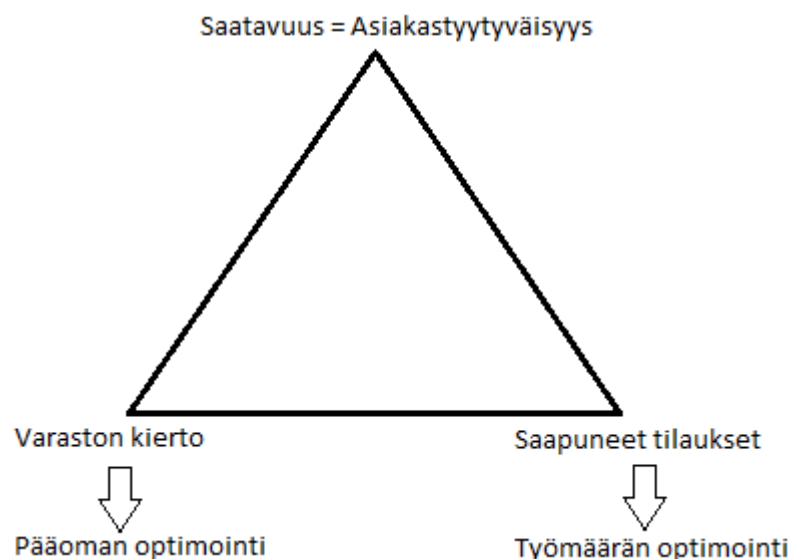 Saatavuus = Asiakastyytyväisyys
Varaston kierto
Saapuneet tilaukset
Pääoman optimointi
Työmäärän optimointi